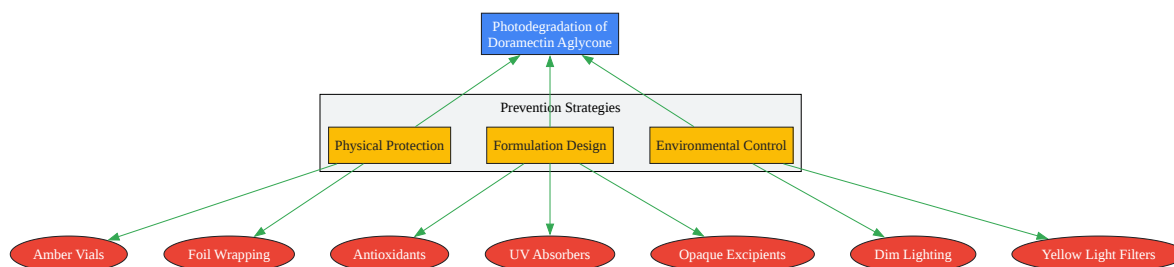 Photodegradation of
Doramectin Aglycone
Prevention Strategies
Physical Protection
Formulation Design
Environmental Control
Amber Vials
Foil Wrapping
Antioxidants
UV Absorbers
Opaque Excipients
Dim Lighting
Yellow Light Filters